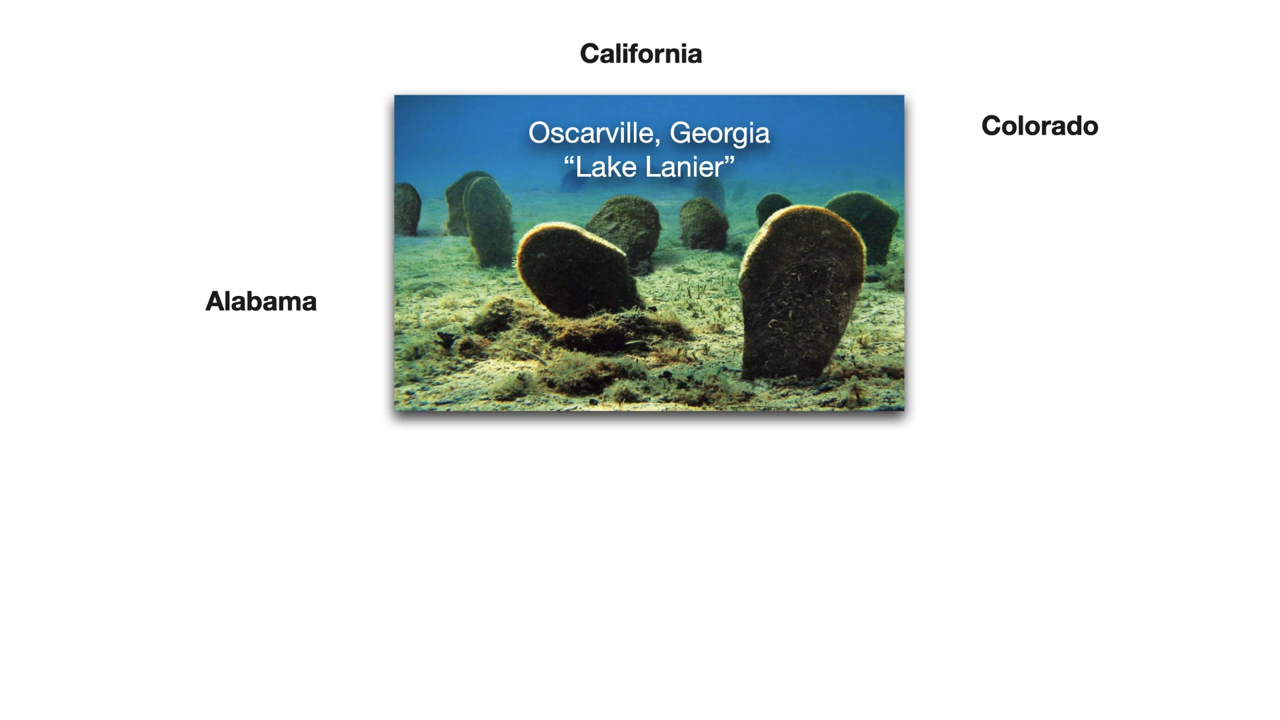 California
Colorado
Oscarville, Georgia
“Lake Lanier”
Alabama